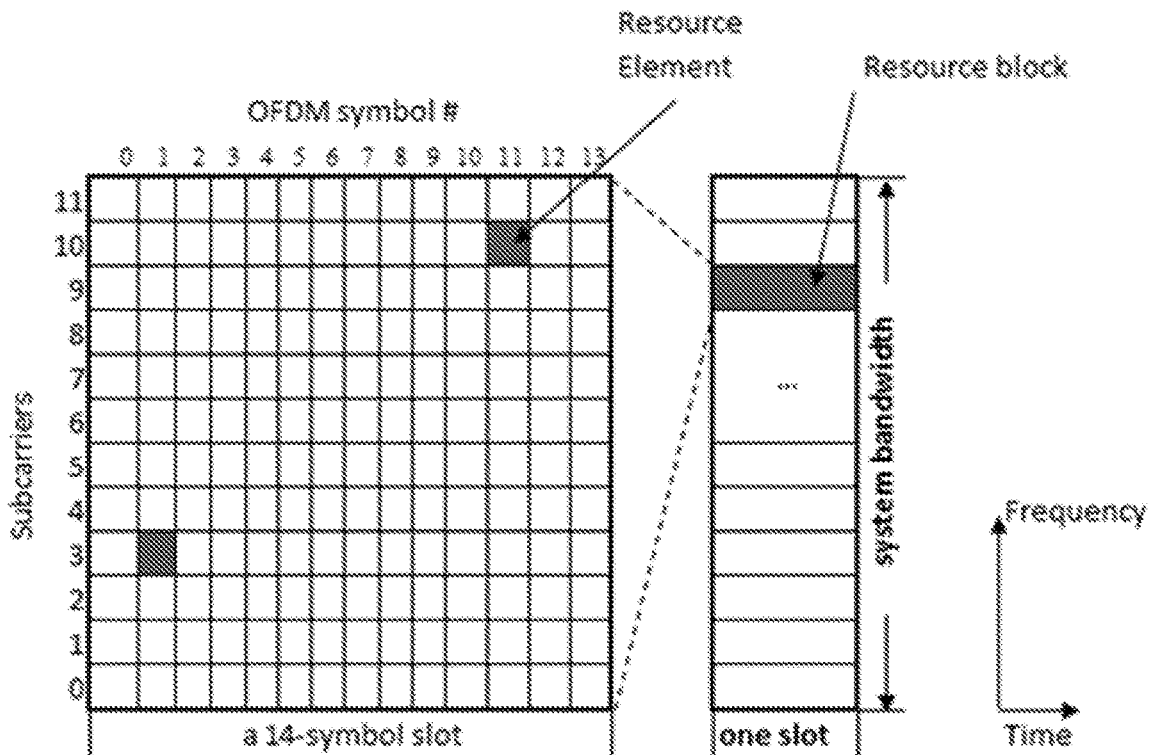 Resource
Element
Resource block
OFDM symbol #
0 1 2 3 4 5 6 7 8 9 10 11 12 13
11
10
9
8
7
6
5
4
3
2
1
0
Subcarriers
...
system bandwidth
Frequency
Time
a 14-symbol slot
one slot